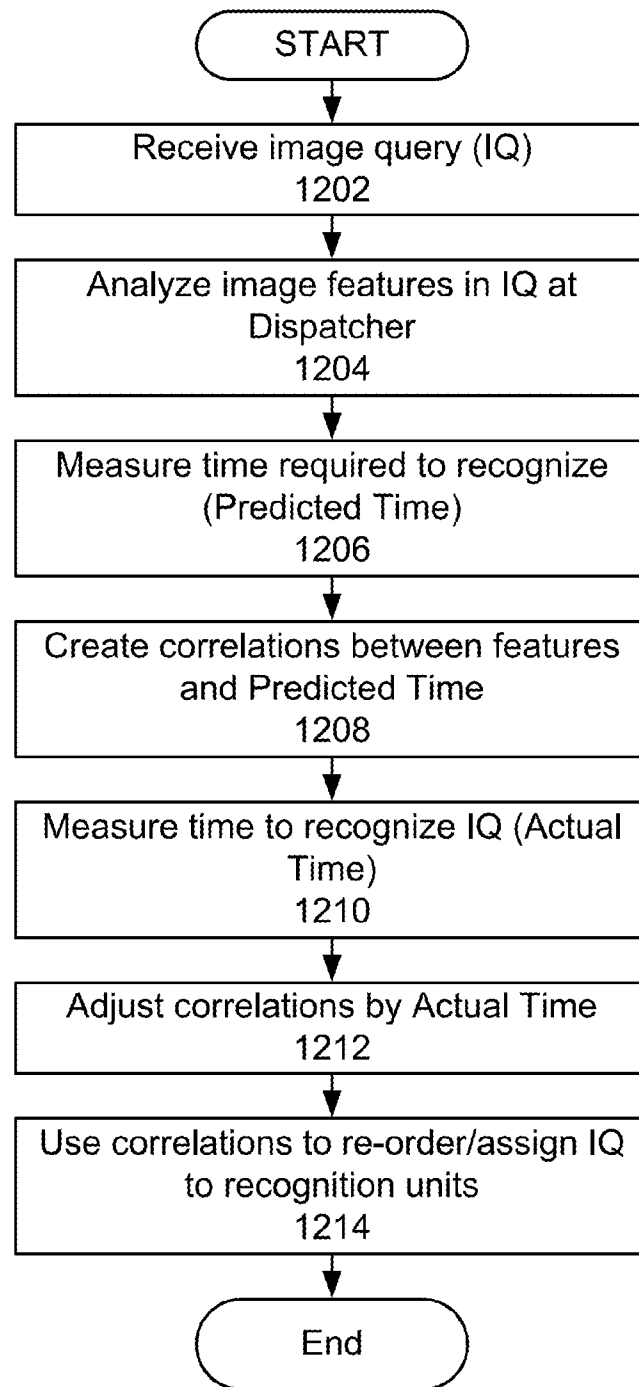 START
Receive image query (IQ)
1202
Analyze image features in IQ at
Dispatcher
1204
Measure time required to recognize
(Predicted Time)
1206
Create correlations between features
and Predicted Time
1208
Measure time to recognize IQ (Actual
Time)
1210
Adjust correlations by Actual Time
1212
Use correlations to re-order/assign IQ
to recognition units
1214
End